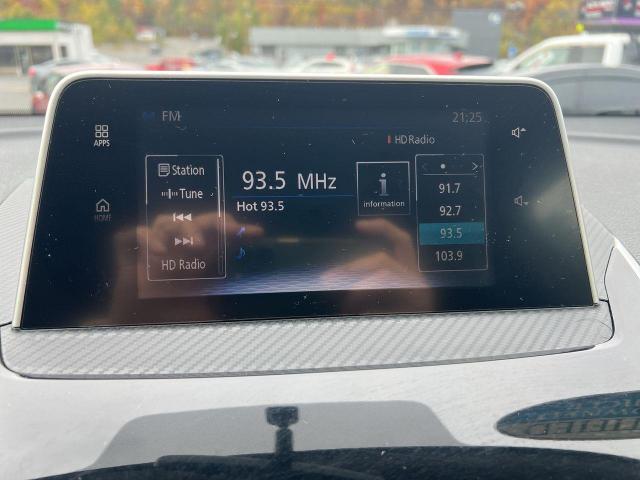 FM
21:25
HD Radio
APPS
HOME
Station
Tune
HD Radio
93.5 MHz
Hot 93.5
i
information
91.7
92.7
93.5
103.9